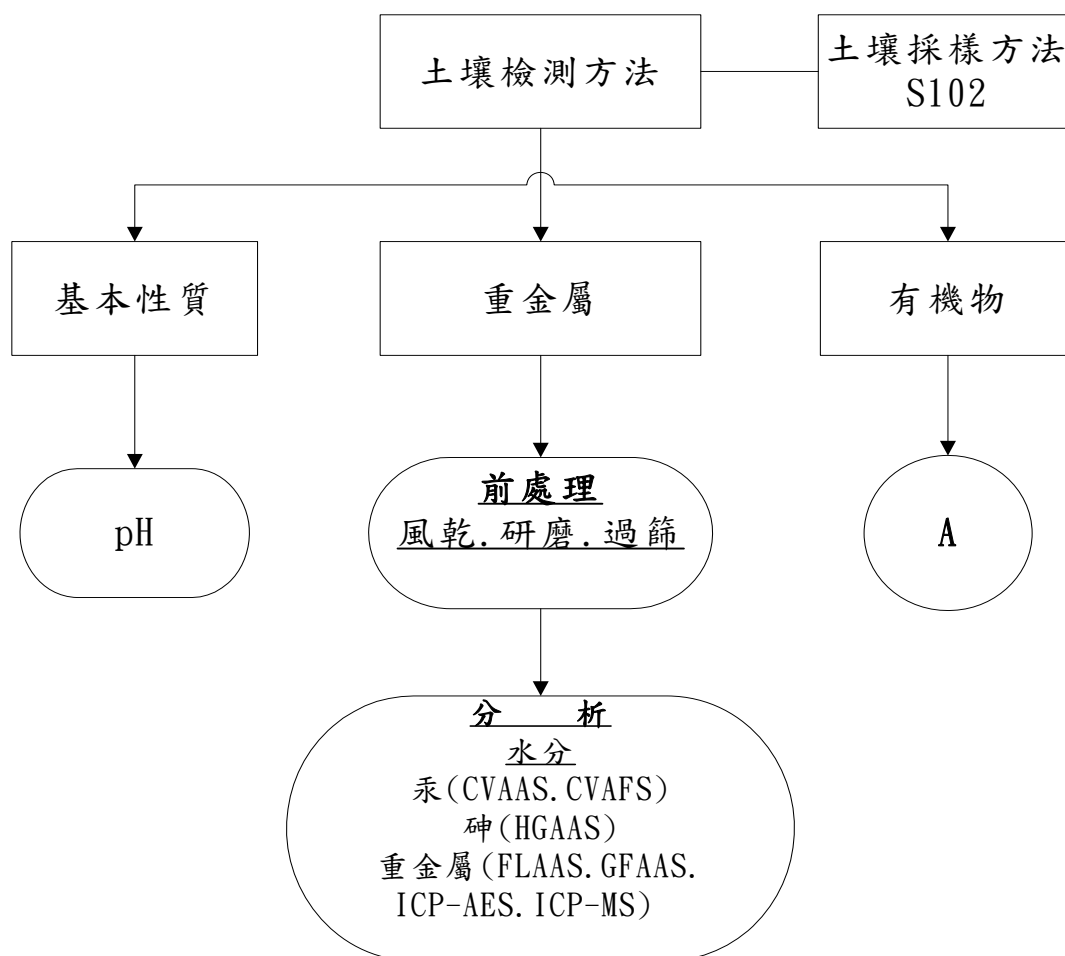 土壤檢測方法
土壤採樣方法
S102
基本性質
重金屬
有機物
pH
前處理
風乾.研磨.過篩
A
分 析
水分
汞(CVAAS.CVAFS)
砷(HGAAS)
重金屬(FLAAS.GFAAS.
ICP-AES.ICP-MS)